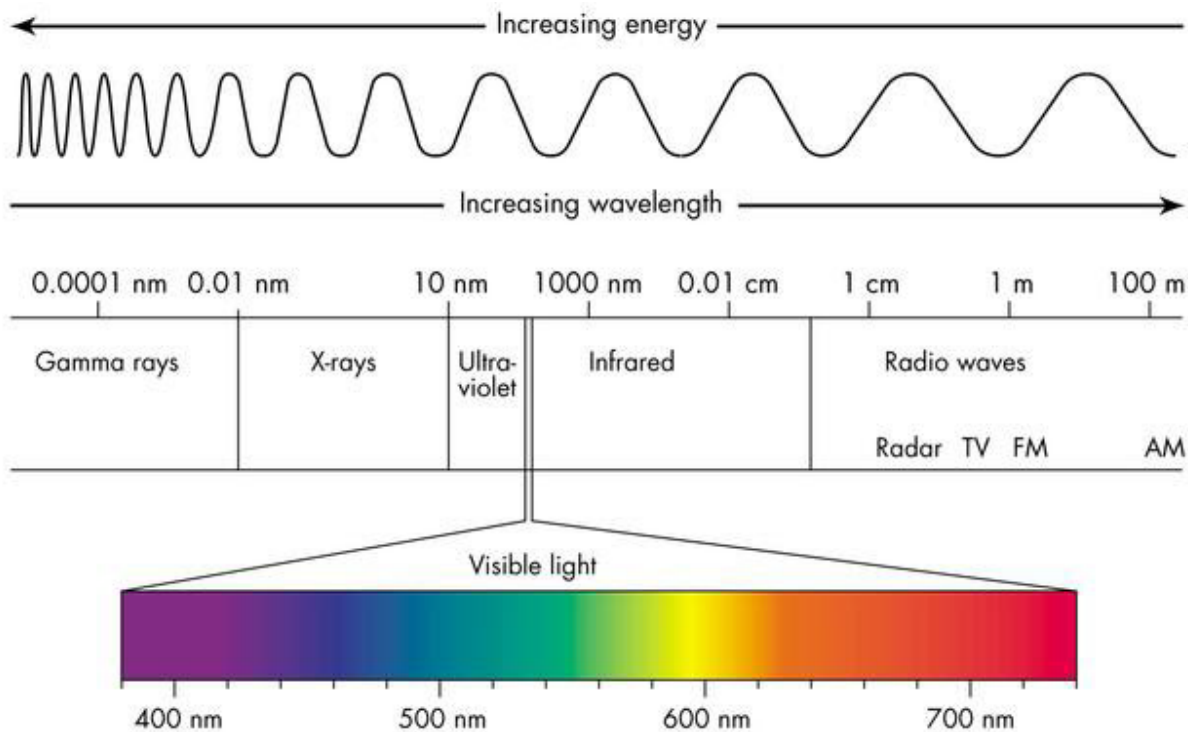 Increasing energy
Increasing wavelength
0.0001 nm 0.01 nm 10 nm 1000 nm 0.01 cm 1 cm 1 m 100 m
Gamma rays X-rays Ultra- Infrared Radio waves
violet
Radar TV FM AM
Visible light
400 nm 500 nm 600 nm 700 nm